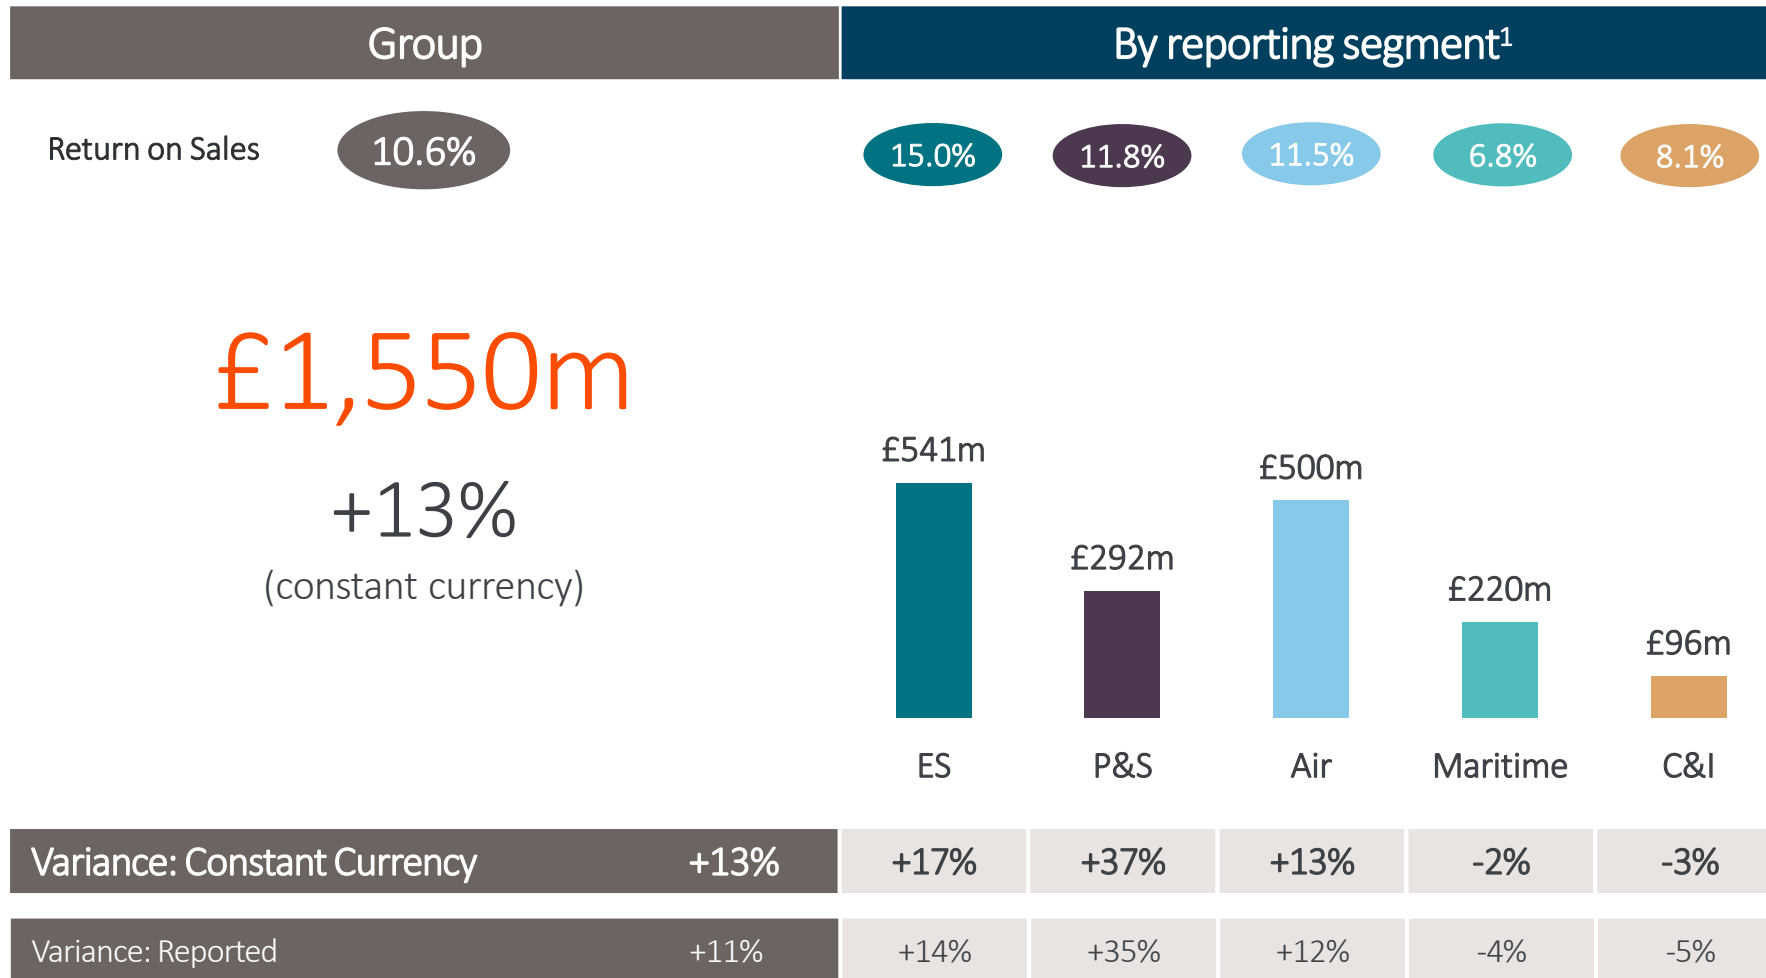 Group
By reporting segment¹
Return on Sales 10.6% 15.0% 11.8% 11.5% 6.8% 8.1%
£1,550m
+13%
(constant currency)
£541m £292m £500m £220m £96m
ES P&S Air Maritime C&I
Variance: Constant Currency +13% +17% +37% +13% -2% -3%
Variance: Reported +11% +14% +35% +12% -4% -5%